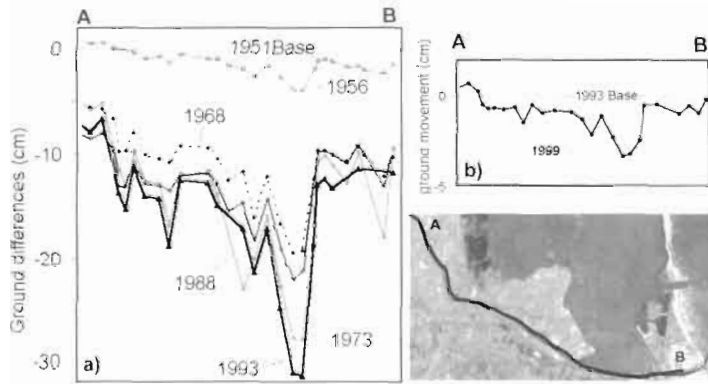 A B
0
-10
-20
-30
Ground differences (cm)
1951Base
1956
1968
1988
1993
1973
a)
A B
ground movement (cm)
0
-5
1993 Base
1999
b)
A
B